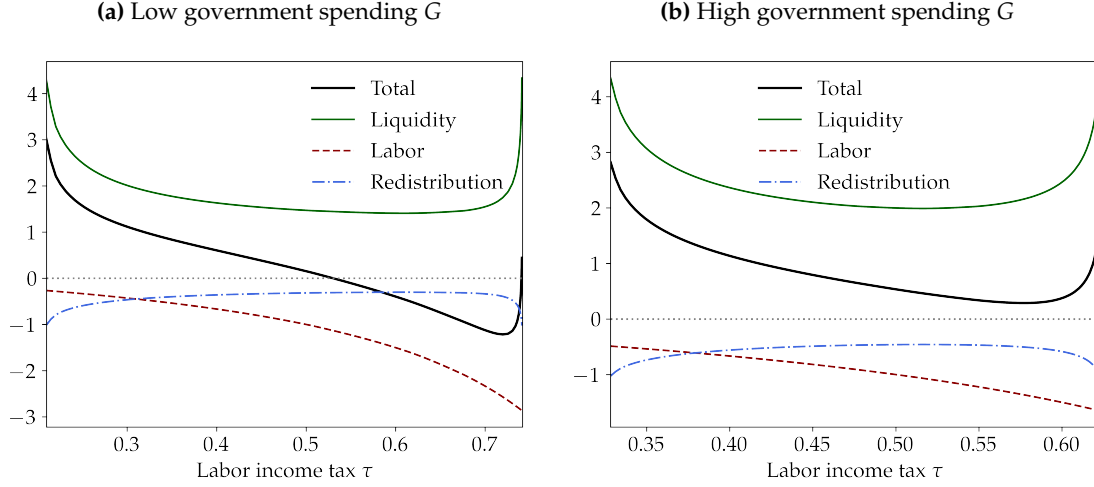 (a) Low government spending G
4
3
2
1
0
−1
−2
−3
Total
Liquidity
Labor
Redistribution
0.3 0.4 0.5 0.6 0.7
Labor income tax τ
(b) High government spending G
4
3
2
1
0
−1
Total
Liquidity
Labor
Redistribution
0.35 0.40 0.45 0.50 0.55 0.60
Labor income tax τ